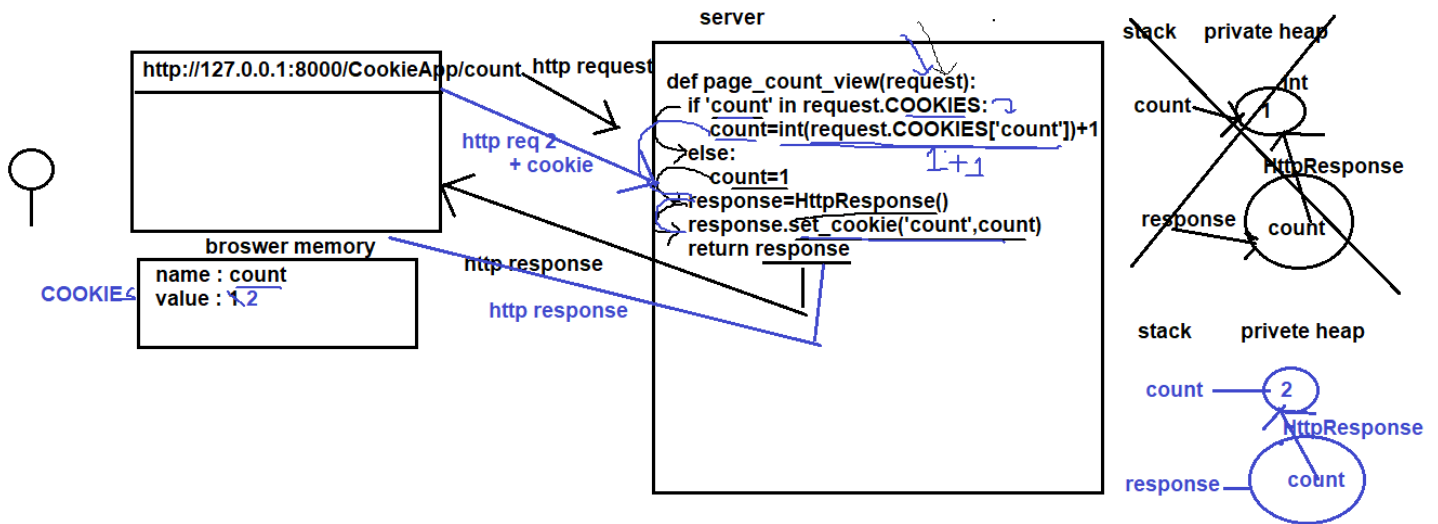 server
stack private heap
http://127.0.0.1:8000/CookieApp/count
http request
def page_count_view(request):
if 'count' in request.COOKIES:
count=int(request.COOKIES['count'])+1
1+1
else:
count=1
response=HttpResponse()
response.set_cookie('count',count)
return response
http req 2
+ cookie
int
count
1
HttpResponse
response
count
broswer memory
name : count
value : 1 2
COOKIE
http response
http response
stack privete heap
count
2
HttpResponse
response
count